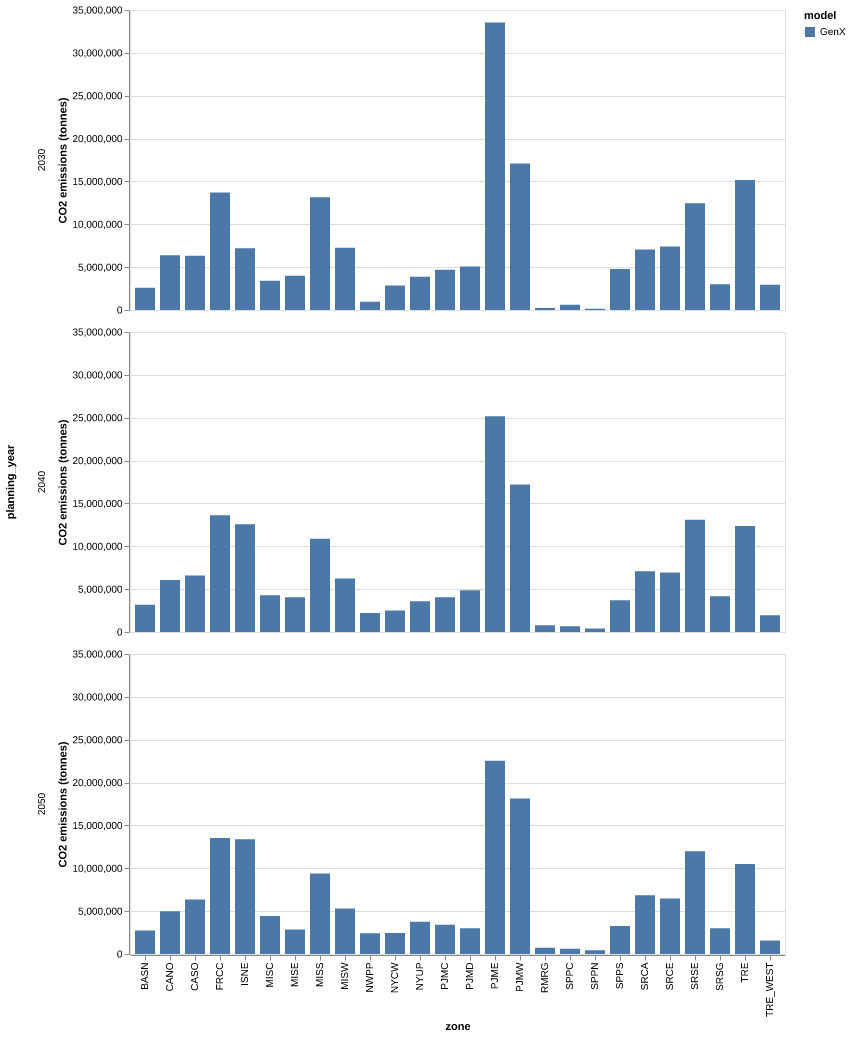 model
GenX
planning_year
2030
CO2 emissions (tonnes)
35,000,000
30,000,000
25,000,000
20,000,000
15,000,000
10,000,000
5,000,000
0
2040
CO2 emissions (tonnes)
35,000,000
30,000,000
25,000,000
20,000,000
15,000,000
10,000,000
5,000,000
0
2050
CO2 emissions (tonnes)
35,000,000
30,000,000
25,000,000
20,000,000
15,000,000
10,000,000
5,000,000
0
BASN
CANO
CASO
FRCC
ISNE
MISC
MISE
MISS
MISW
NWPP
NYCW
NYUP
PJMC
PJMD
PJME
PJMW
RMRG
SPPC
SPPN
SPPS
SRCA
SRCE
SRSE
SRSG
TRE
TRE_WEST
zone